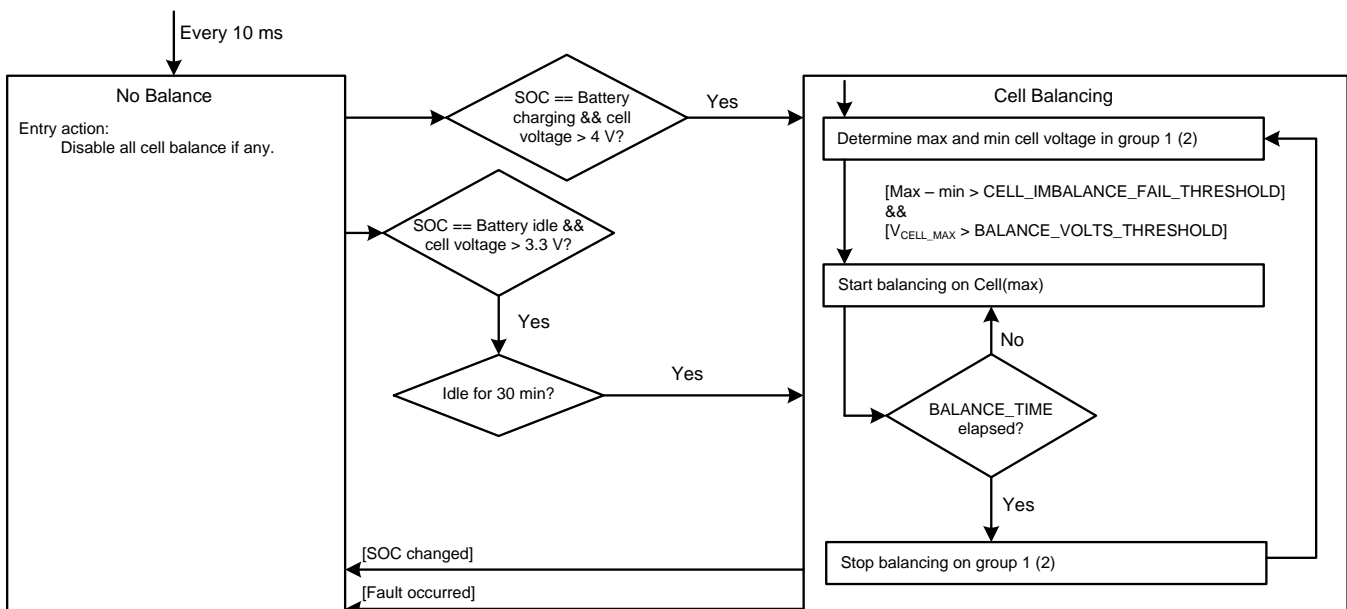 Every 10 ms
No Balance
Entry action:
Disable all cell balance if any.
SOC == Battery
charging && cell
voltage > 4 V?
Yes
SOC == Battery idle &&
cell voltage > 3.3 V?
Yes
Idle for 30 min?
Yes
[SOC changed]
[Fault occurred]
Cell Balancing
Determine max and min cell voltage in group 1 (2)
[Max – min > CELL_IMBALANCE_FAIL_THRESHOLD]
&&
[VCELL_MAX > BALANCE_VOLTS_THRESHOLD]
Start balancing on Cell(max)
No
BALANCE_TIME
elapsed?
Yes
Stop balancing on group 1 (2)